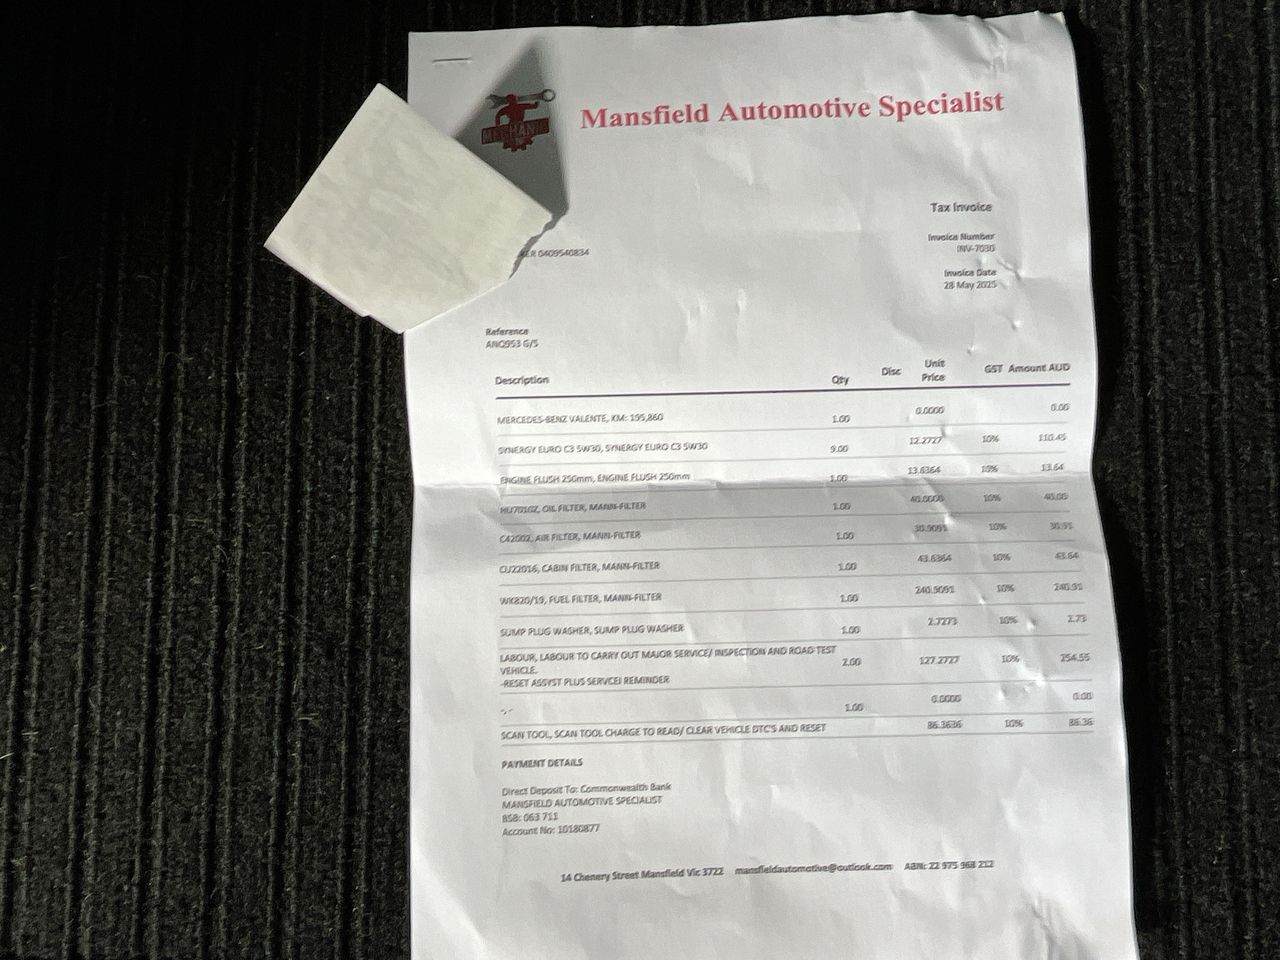 MECHANIC
Mansfield Automotive Specialist
Tax Invoice
Invoice Number
INV-7030
0409540834
Invoice Date
28 May 2025
Reference
ANQ953 G/S
Description Qty Disc Unit Price GST Amount AUD
MERCEDES-BENZ VALENTE, KM: 195,860 1.00 0.0000 0.00
SYNERGY EURO C3 5W30, SYNERGY EURO C3 5W30 9.00 12.2727 10% 110.45
ENGINE FLUSH 250mm, ENGINE FLUSH 250mm 1.00 13.6364 10% 13.64
HU7010Z, OIL FILTER, MANN-FILTER 1.00 40.0000 10% 40.00
C42002, AIR FILTER, MANN-FILTER 1.00 30.9091 10% 30.91
CU22016, CABIN FILTER, MANN-FILTER 1.00 43.6364 10% 43.64
WK820/19, FUEL FILTER, MANN-FILTER 1.00 240.9091 10% 240.91
SUMP PLUG WASHER, SUMP PLUG WASHER 1.00 2.7273 10% 2.73
LABOUR, LABOUR TO CARRY OUT MAJOR SERVICE/ INSPECTION AND ROAD TEST 2.00 127.2727 10% 254.55
VEHICLE.
-RESET ASSYST PLUS SERVCEI REMINDER
-, - 1.00 0.0000 0.00
SCAN TOOL, SCAN TOOL CHARGE TO READ/ CLEAR VEHICLE DTC'S AND RESET 86.3636 10% 86.36
PAYMENT DETAILS
Direct Deposit To: Commonwealth Bank
MANSFIELD AUTOMOTIVE SPECIALIST
BSB: 063 711
Account No: 10180877
14 Chenery Street Mansfield Vic 3722 mansfieldautomotive@outlook.com ABN: 22 975 968 212